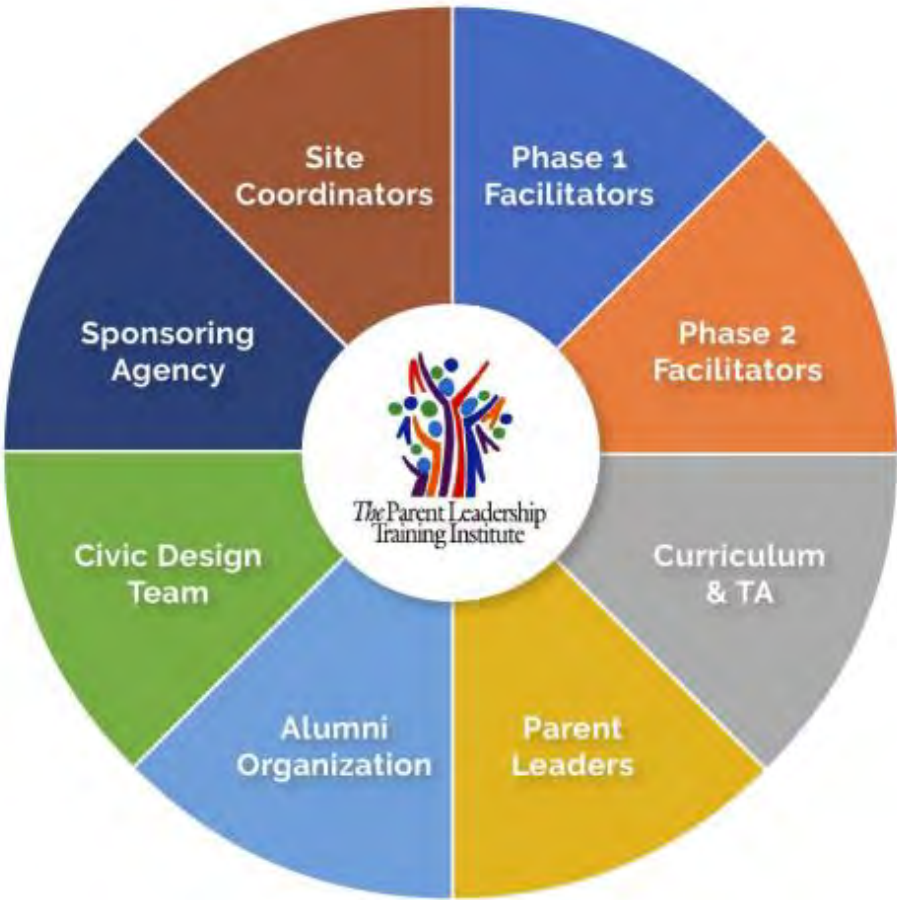 Site
Coordinators
Phase 1
Facilitators
Sponsoring
Agency
Phase 2
Facilitators
The Parent Leadership
Training Institute
Civic Design
Team
Curriculum
& TA
Alumni
Organization
Parent
Leaders